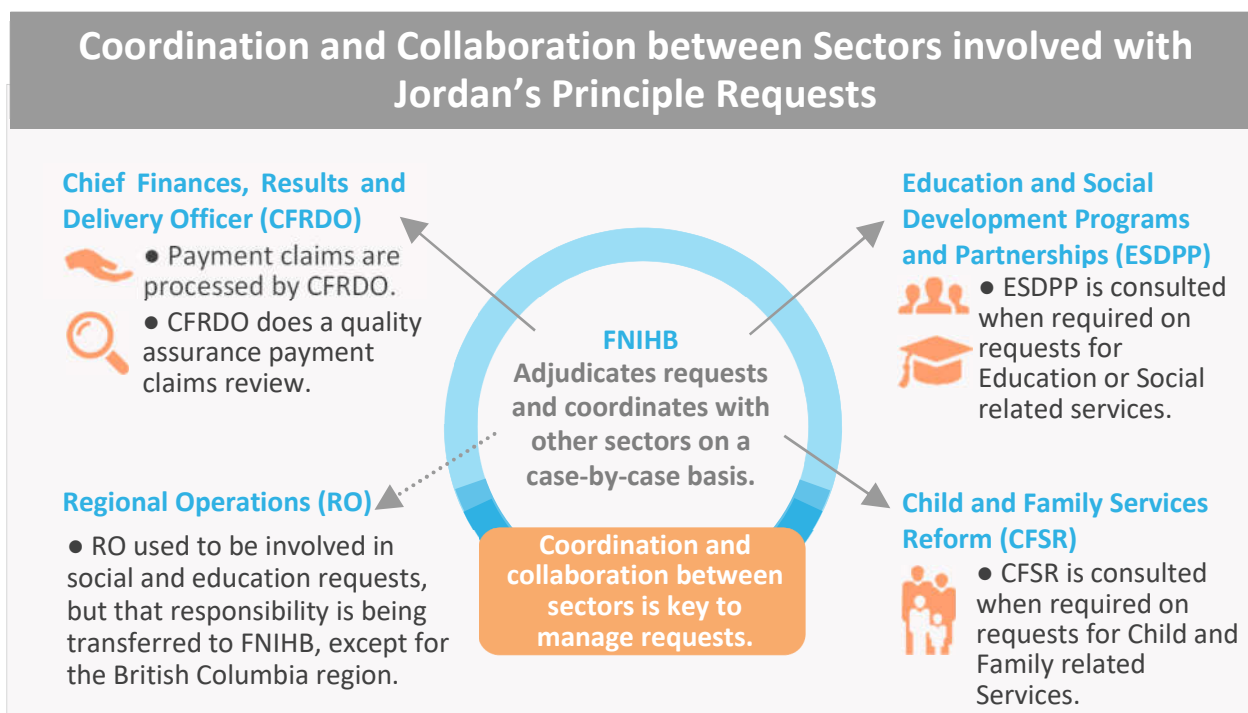 Coordination and Collaboration between Sectors involved with
Jordan’s Principle Requests
Chief Finances, Results and
Delivery Officer (CFRDO)
● Payment claims are
processed by CFRDO.
● CFRDO does a quality
assurance payment
claims review.
Education and Social
Development Programs
and Partnerships (ESDPP)
● ESDPP is consulted
when required on
requests for
Education or Social
related services.
FNIHB
Adjudicates requests
and coordinates with
other sectors on a
case-by-case basis.
Coordination and
collaboration between
sectors is key to
manage requests.
Regional Operations (RO)
● RO used to be involved in
social and education requests,
but that responsibility is being
transferred to FNIHB, except for
the British Columbia region.
Child and Family Services
Reform (CFSR)
● CFSR is consulted
when required on
requests for Child and
Family related
Services.